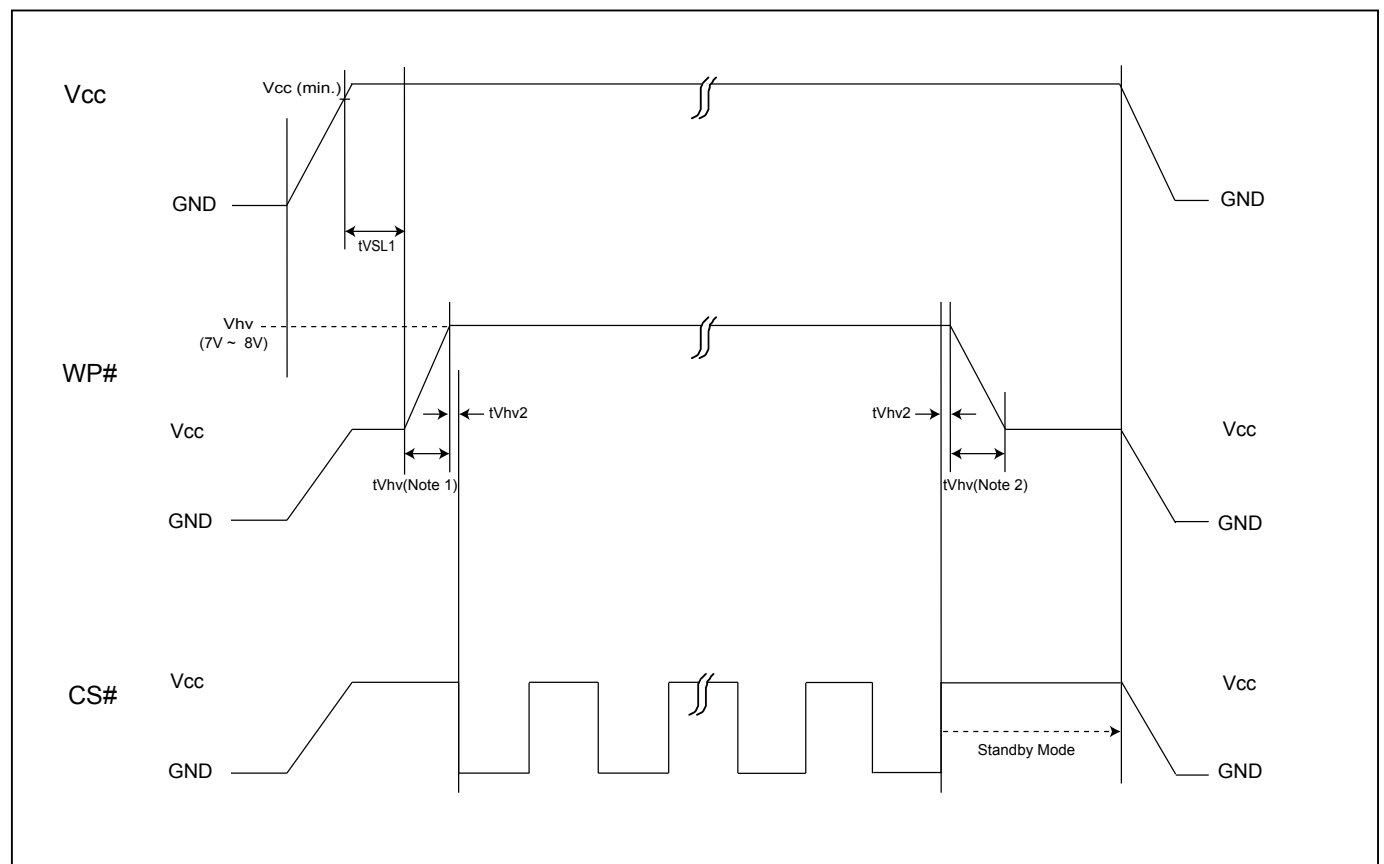 Vcc
Vcc (min.)
GND
GND
tVSL1
Vhv
(7V ~ 8V)
WP#
tVhv2
tVhv2
Vcc
Vcc
tVhv(Note 1)
tVhv(Note 2)
GND
GND
CS#
Vcc
Vcc
Standby Mode
GND
GND